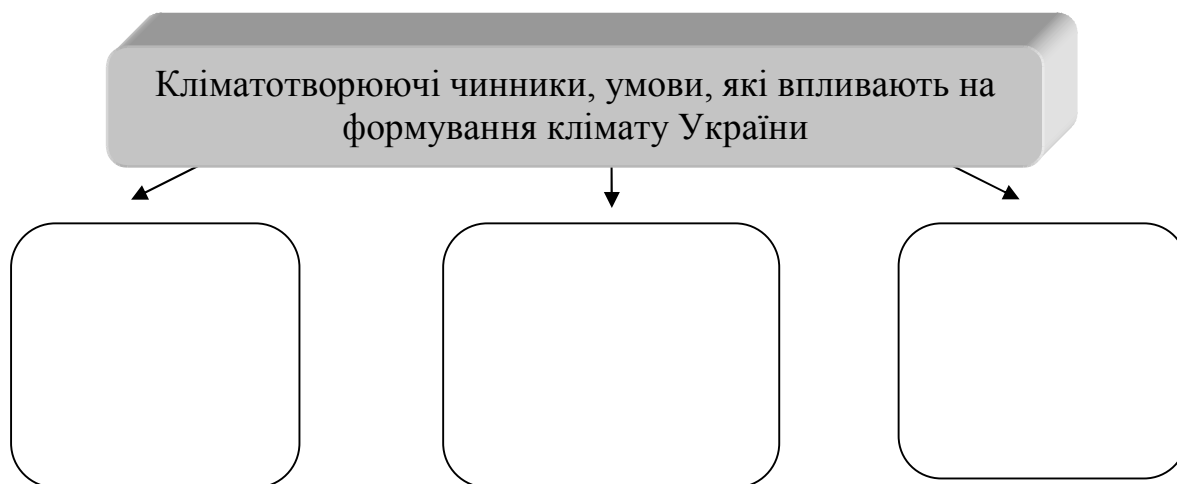 Кліматотворюючі чинники, умови, які впливають на
формування клімату України